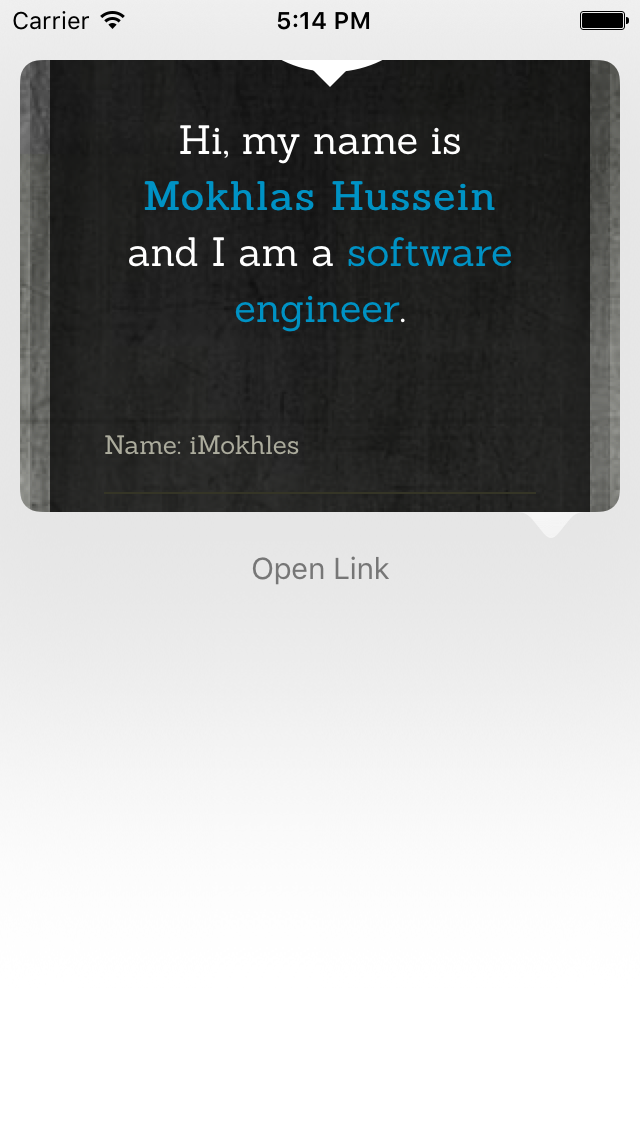 Carrier 5:14 PM
Hi, my name is
Mokhlas Hussein
and I am a software
engineer.
Name: iMokhles
Open Link